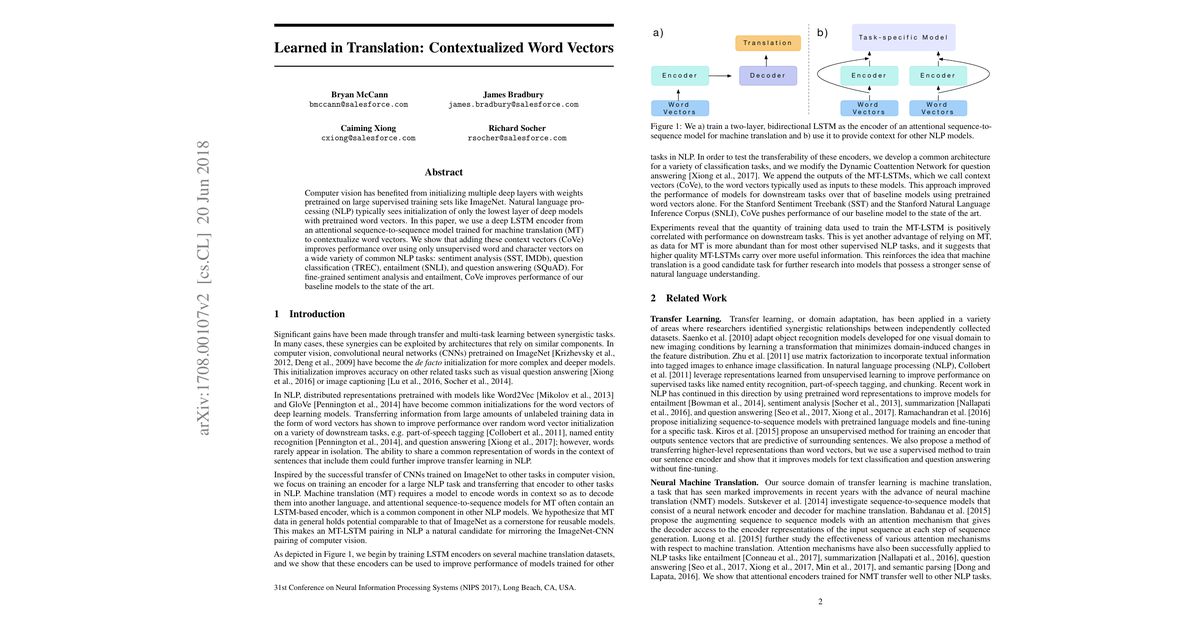 arXiv:1708.00107v2 [cs.CL] 20 Jun 2018
Learned in Translation: Contextualized Word Vectors
Bryan McCann
bmccann@salesforce.com
James Bradbury
james.bradbury@salesforce.com
Caiming Xiong
cxiong@salesforce.com
Richard Socher
rsocher@salesforce.com
Abstract
Computer vision has benefited from initializing multiple deep layers with weights
pretrained on large supervised training sets like ImageNet. Natural language pro-
cessing (NLP) typically sees initialization of only the lowest layer of deep models
with pretrained word vectors. In this paper, we use a deep LSTM encoder from
an attentional sequence-to-sequence model trained for machine translation (MT)
to contextualize word vectors. We show that adding these context vectors (CoVe)
improves performance over using only unsupervised word and character vectors on
a wide variety of common NLP tasks: sentiment analysis (SST, IMDb), question
classification (TREC), entailment (SNLI), and question answering (SQuAD). For
fine-grained sentiment analysis and entailment, CoVe improves performance of our
baseline models to the state of the art.
1 Introduction
Significant gains have been made through transfer and multi-task learning between synergistic tasks.
In many cases, these synergies can be exploited by architectures that rely on similar components. In
computer vision, convolutional neural networks (CNNs) pretrained on ImageNet [Krizhevsky et al.,
2012, Deng et al., 2009] have become the de facto initialization for more complex and deeper models.
This initialization improves accuracy on other related tasks such as visual question answering [Xiong
et al., 2016] or image captioning [Lu et al., 2016, Socher et al., 2014].
In NLP, distributed representations pretrained with models like Word2Vec [Mikolov et al., 2013]
and GloVe [Pennington et al., 2014] have become common initializations for the word vectors of
deep learning models. Transferring information from large amounts of unlabeled training data in
the form of word vectors has shown to improve performance over random word vector initialization
on a variety of downstream tasks, e.g. part-of-speech tagging [Collobert et al., 2011], named entity
recognition [Pennington et al., 2014], and question answering [Xiong et al., 2017]; however, words
rarely appear in isolation. The ability to share a common representation of words in the context of
sentences that include them could further improve transfer learning in NLP.
Inspired by the successful transfer of CNNs trained on ImageNet to other tasks in computer vision,
we focus on training an encoder for a large NLP task and transferring that encoder to other tasks
in NLP. Machine translation (MT) requires a model to encode words in context so as to decode
them into another language, and attentional sequence-to-sequence models for MT often contain an
LSTM-based encoder, which is a common component in other NLP models. We hypothesize that MT
data in general holds potential comparable to that of ImageNet as a cornerstone for reusable models.
This makes an MT-LSTM pairing in NLP a natural candidate for mirroring the ImageNet-CNN
pairing of computer vision.
As depicted in Figure 1, we begin by training LSTM encoders on several machine translation datasets,
and we show that these encoders can be used to improve performance of models trained for other
31st Conference on Neural Information Processing Systems (NIPS 2017), Long Beach, CA, USA.
a)
Translation
Encoder
Decoder
Word
Vectors
b)
Task-specific Model
Encoder
Encoder
Word
Vectors
Word
Vectors
Figure 1: We a) train a two-layer, bidirectional LSTM as the encoder of an attentional sequence-to-
sequence model for machine translation and b) use it to provide context for other NLP models.
tasks in NLP. In order to test the transferability of these encoders, we develop a common architecture
for a variety of classification tasks, and we modify the Dynamic Coattention Network for question
answering [Xiong et al., 2017]. We append the outputs of the MT-LSTMs, which we call context
vectors (CoVe), to the word vectors typically used as inputs to these models. This approach improved
the performance of models for downstream tasks over that of baseline models using pretrained
word vectors alone. For the Stanford Sentiment Treebank (SST) and the Stanford Natural Language
Inference Corpus (SNLI), CoVe pushes performance of our baseline model to the state of the art.
Experiments reveal that the quantity of training data used to train the MT-LSTM is positively
correlated with performance on downstream tasks. This is yet another advantage of relying on MT,
as data for MT is more abundant than for most other supervised NLP tasks, and it suggests that
higher quality MT-LSTMs carry over more useful information. This reinforces the idea that machine
translation is a good candidate task for further research into models that possess a stronger sense of
natural language understanding.
2 Related Work
Transfer Learning. Transfer learning, or domain adaptation, has been applied in a variety
of areas where researchers identified synergistic relationships between independently collected
datasets. Saenko et al. [2010] adapt object recognition models developed for one visual domain to
new imaging conditions by learning a transformation that minimizes domain-induced changes in
the feature distribution. Zhu et al. [2011] use matrix factorization to incorporate textual information
into tagged images to enhance image classification. In natural language processing (NLP), Collobert
et al. [2011] leverage representations learned from unsupervised learning to improve performance on
supervised tasks like named entity recognition, part-of-speech tagging, and chunking. Recent work in
NLP has continued in this direction by using pretrained word representations to improve models for
entailment [Bowman et al., 2014], sentiment analysis [Socher et al., 2013], summarization [Nallapati
et al., 2016], and question answering [Seo et al., 2017, Xiong et al., 2017]. Ramachandran et al. [2016]
propose initializing sequence-to-sequence models with pretrained language models and fine-tuning
for a specific task. Kiros et al. [2015] propose an unsupervised method for training an encoder that
outputs sentence vectors that are predictive of surrounding sentences. We also propose a method of
transferring higher-level representations than word vectors, but we use a supervised method to train
our sentence encoder and show that it improves models for text classification and question answering
without fine-tuning.
Neural Machine Translation. Our source domain of transfer learning is machine translation,
a task that has seen marked improvements in recent years with the advance of neural machine
translation (NMT) models. Sutskever et al. [2014] investigate sequence-to-sequence models that
consist of a neural network encoder and decoder for machine translation. Bahdanau et al. [2015]
propose the augmenting sequence to sequence models with an attention mechanism that gives
the decoder access to the encoder representations of the input sequence at each step of sequence
generation. Luong et al. [2015] further study the effectiveness of various attention mechanisms
with respect to machine translation. Attention mechanisms have also been successfully applied to
NLP tasks like entailment [Conneau et al., 2017], summarization [Nallapati et al., 2016], question
answering [Seo et al., 2017, Xiong et al., 2017, Min et al., 2017], and semantic parsing [Dong and
Lapata, 2016]. We show that attentional encoders trained for NMT transfer well to other NLP tasks.
2